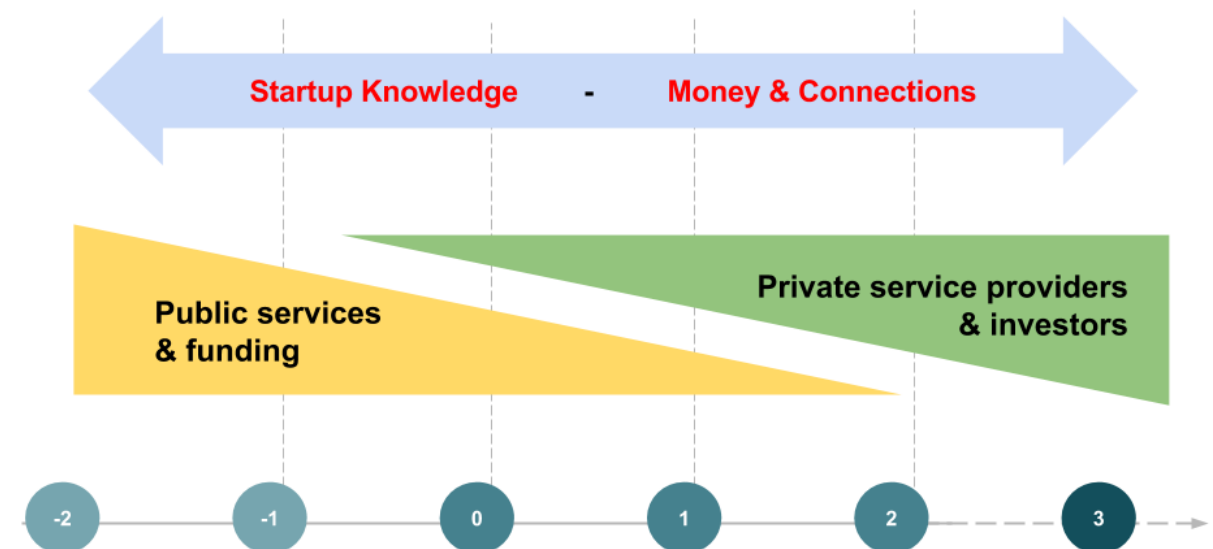 Startup Knowledge - Money & Connections
Public services
& funding
Private service providers
& investors
-2 -1 0 1 2 3